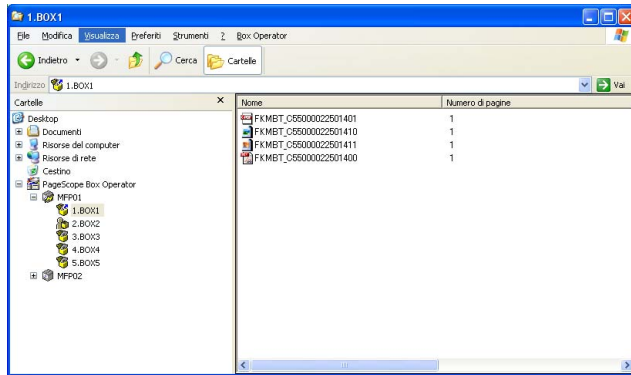 1.BOX1
File Modifica Visualizza Preferiti Strumenti ? Box Operator
Indietro Cerca Cartelle
Indirizzo 1.BOX1 Vai
Cartelle
Desktop
Documenti
Risorse del computer
Risorse di rete
Cestino
PageScope Box Operator
MFP01
1.BOX1
2.BOX2
3.BOX3
4.BOX4
5.BOX5
MFP02
Nome Numero di pagine
FKMBT_C55000022501401 1
FKMBT_C55000022501410 1
FKMBT_C55000022501411 1
FKMBT_C55000022501400 1